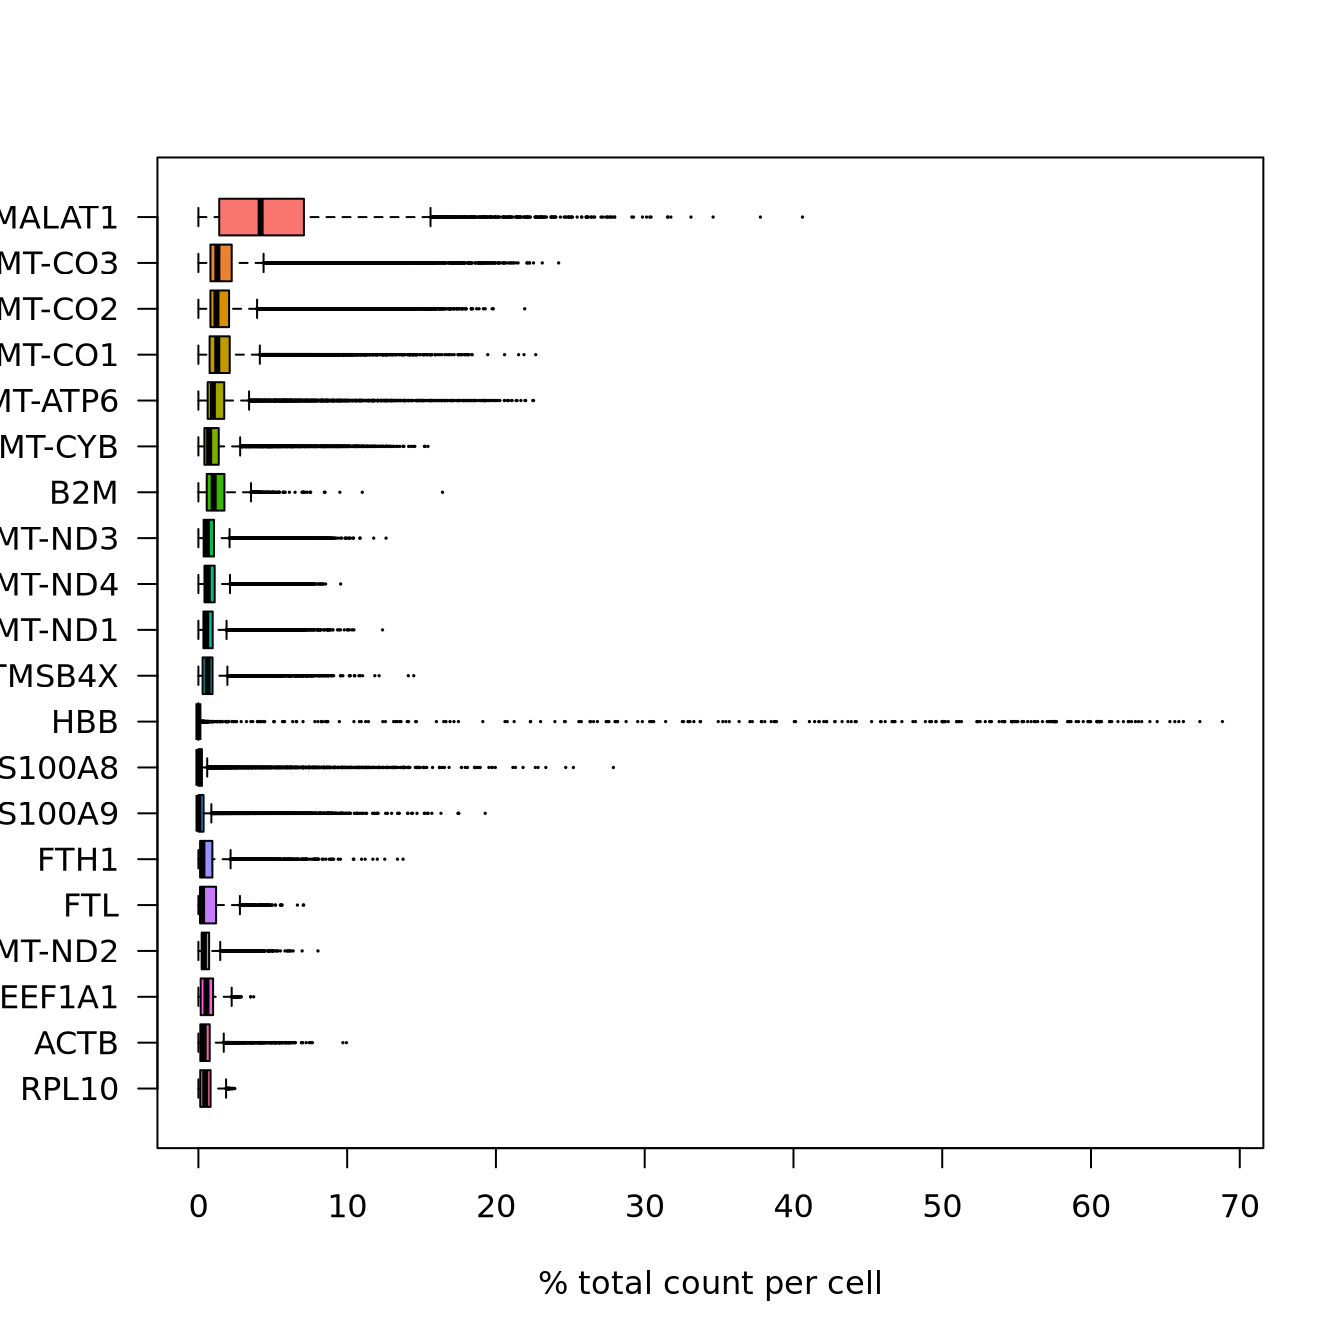 MALAT1
MT-CO3
MT-CO2
MT-CO1
MT-ATP6
MT-CYB
B2M
MT-ND3
MT-ND4
MT-ND1
TMSB4X
HBB
S100A8
S100A9
FTH1
FTL
MT-ND2
EEF1A1
ACTB
RPL10
0 10 20 30 40 50 60 70
% total count per cell